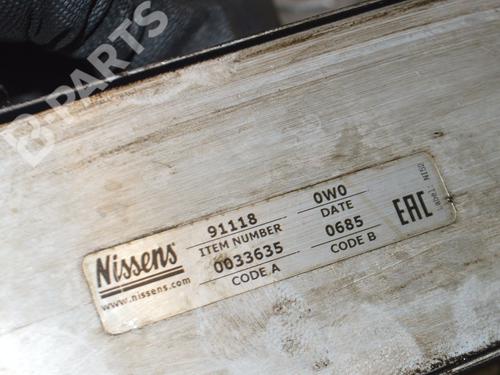 B-PARTS
Nissens®
www.nissens.com
91118
ITEM NUMBER
0033635
CODE A
0W0
DATE
0685
CODE B
EAC